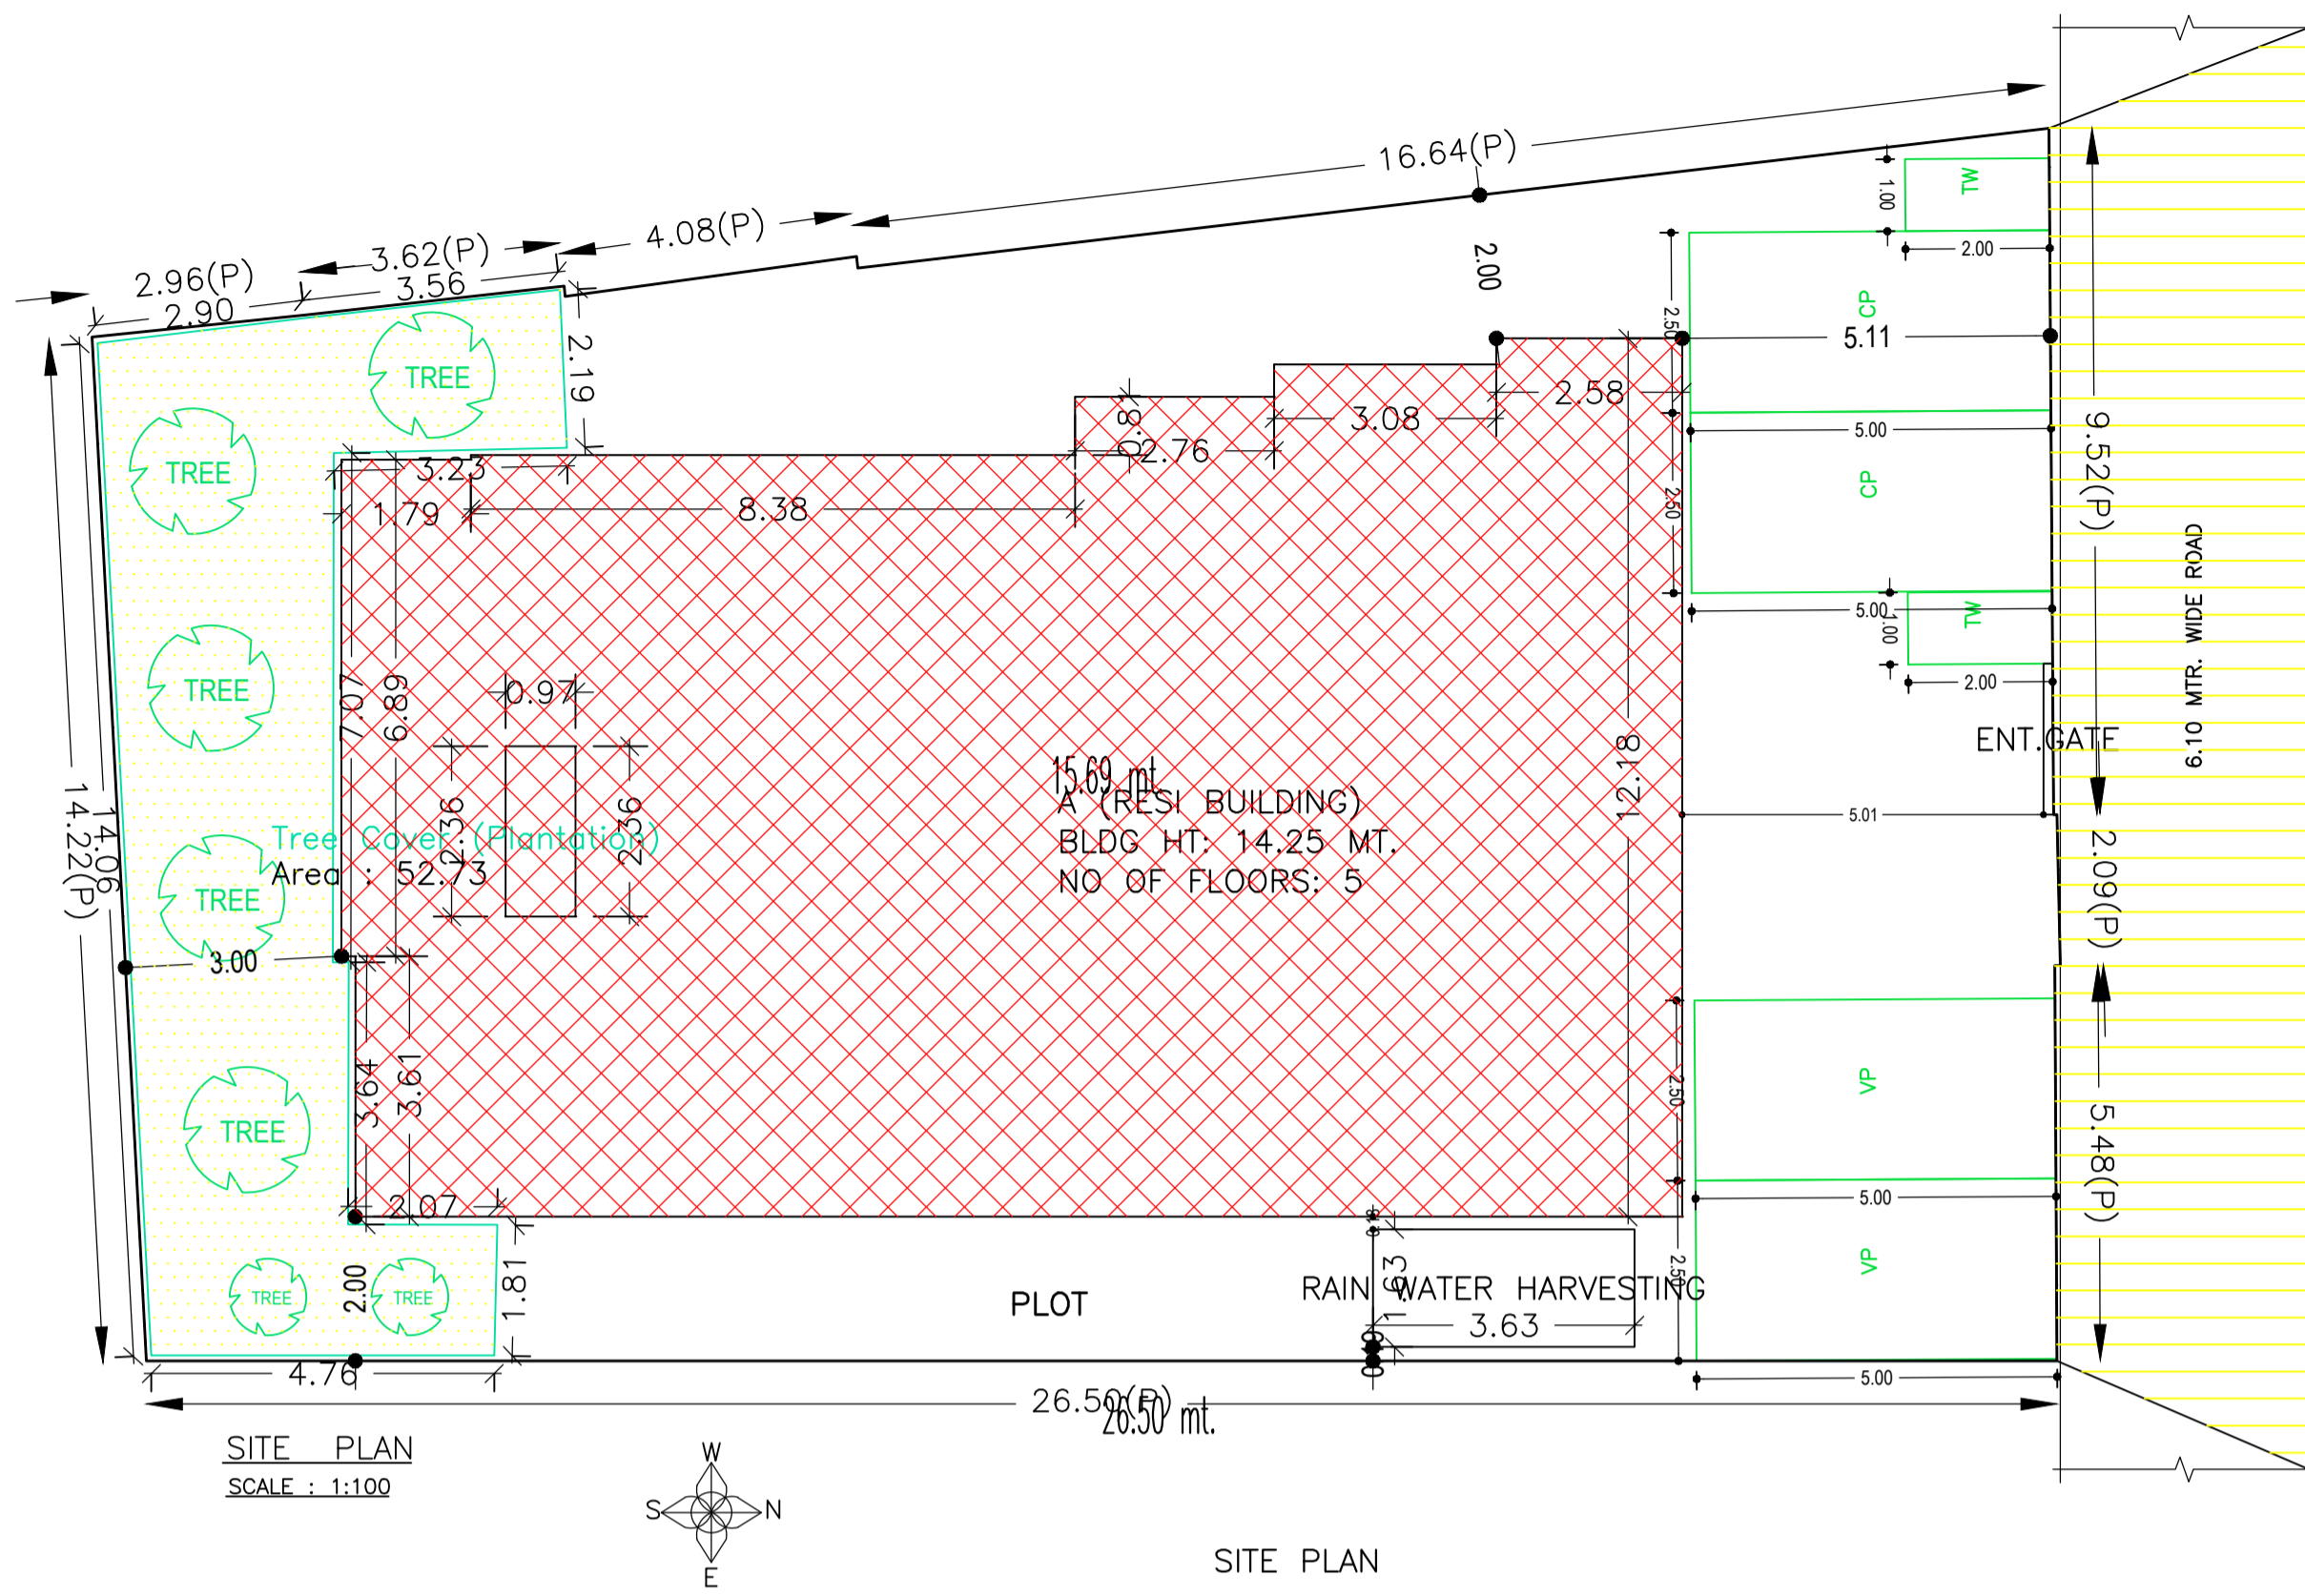 16.64(P)
4.08(P)
3.62(P)
2.96(P)
3.56
2.90
2.00
1.00
TW
2.00
2.50
CP
5.11
2.19
TREE
2.58
3.08
0.81
2.76
5.00
9.52(P)
3.23
TREE
1.79
8.38
2.50
CP
6.10 MTR. WIDE ROAD
5.00
1.00
TW
2.00
TREE
7.07
6.89
0.97
ENT.GATE
15.69 mt.
A (RESI BUILDING)
BLDG HT: 14.25 MT.
NO OF FLOORS: 5
12.18
5.01
2.36
2.36
14.22(P)
14.06
Tree Cover (Plantation)
Area : 52.73
TREE
2.09(P)
3.00
3.64
3.61
2.50
VP
TREE
5.48(P)
2.07
5.00
2.50
VP
TREE
2.00
TREE
1.81
PLOT
1.63
RAIN WATER HARVESTING
3.63
4.76
5.00
26.50(P)
26.50 mt.
SITE PLAN
SCALE : 1:100
W
S
N
E
SITE PLAN